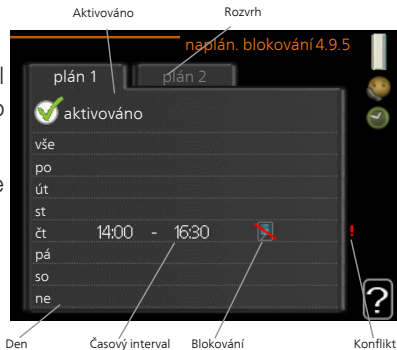 Aktivováno Rozvrh
naplán. blokování 4.9.5
plán 1 plán 2
aktivováno
vše
po
út
st
čt 14:00 - 16:30
pá
so
ne
?
Den Časový interval Blokování Konflikt